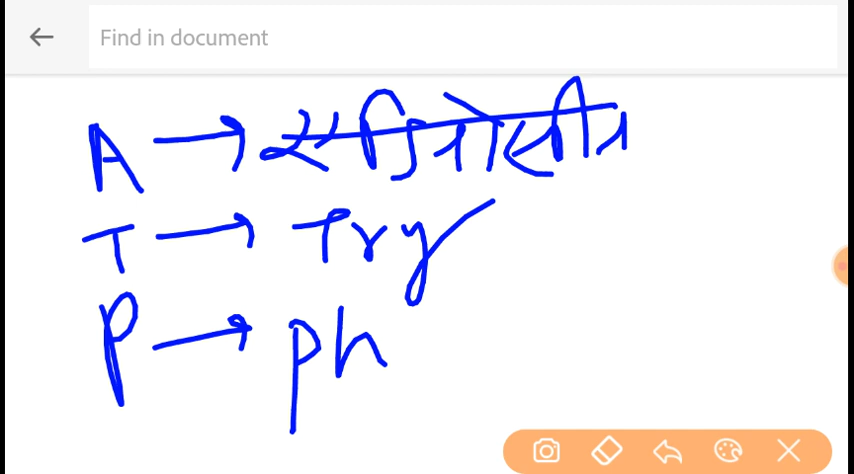 Find in document
A →
T → Try
P → Ph